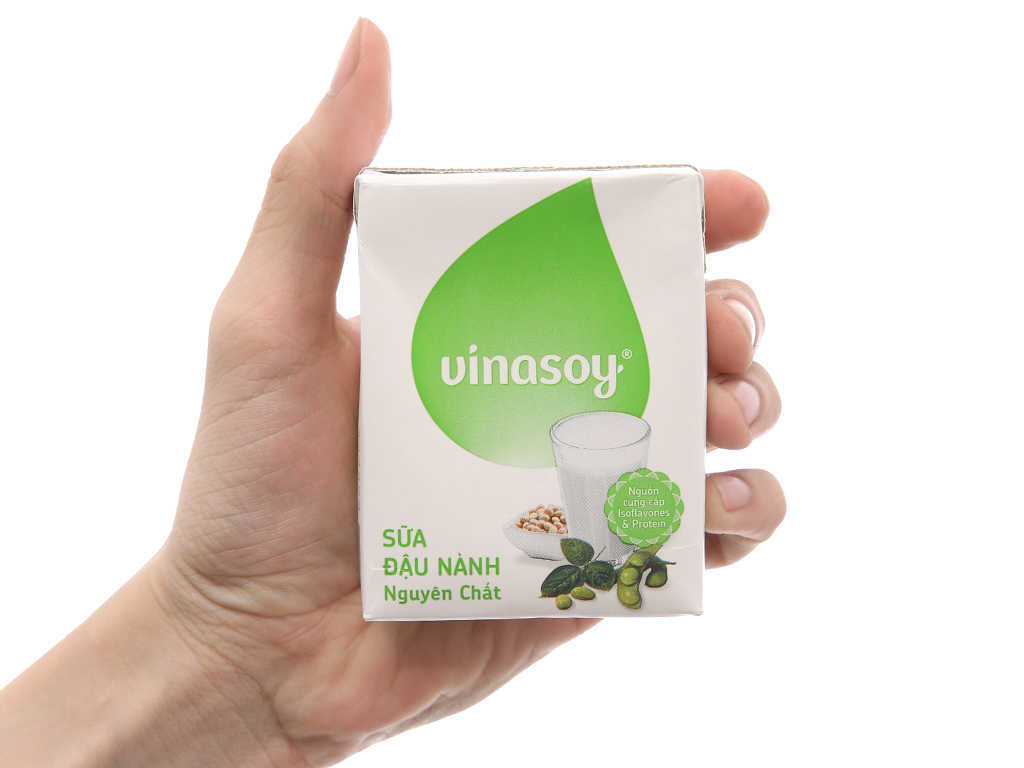 vinasoy®
Nguồn
cung cấp
Isoflavones
& Protein
SỮA
ĐẬU NÀNH
Nguyên Chất